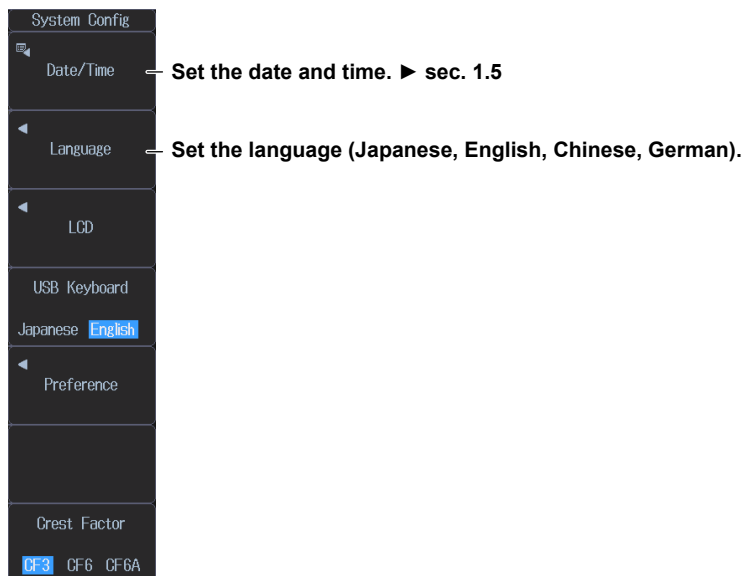 System Config
Date/Time
Set the date and time. ► sec. 1.5
Language
Set the language (Japanese, English, Chinese, German).
LCD
USB Keyboard
Japanese English
Preference
Crest Factor
CF3 CF6 CF6A